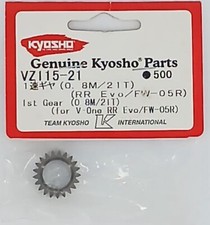 KYOSHO
Genuine Kyosho Parts
VZ115-21 ●500
1速ギヤ(0.8M/21T)
(RR Evo/FW-05R)
1st Gear (0.8M/21T)
(for V-One RR Evo/FW-05R)
TEAM KYOSHO K INTERNATIONAL